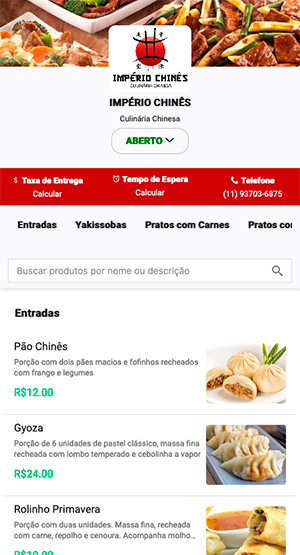 IMPÉRIO CHINÊS
CULINÁRIA CHINESA
IMPÉRIO CHINÊS
Culinária Chinesa
ABERTO
$ Taxa de Entrega
Calcular
Tempo de Espera
Calcular
Telefone
(11) 93703-6875
Entradas Yakissobas Pratos com Carnes Pratos co
Buscar produtos por nome ou descrição
Entradas
Pão Chinês
Porção com dois pães macios e fofinhos recheados
com frango e legumes
R$12.00
Gyoza
Porção de 6 unidades de pastel clássico, massa fina
recheada com lombo temperado e cebolinha a vapor
R$24.00
Rolinho Primavera
Porção com duas unidades. Massa fina, recheada
com carne, repolho e cenoura. Acompanha molho...
R$10.00